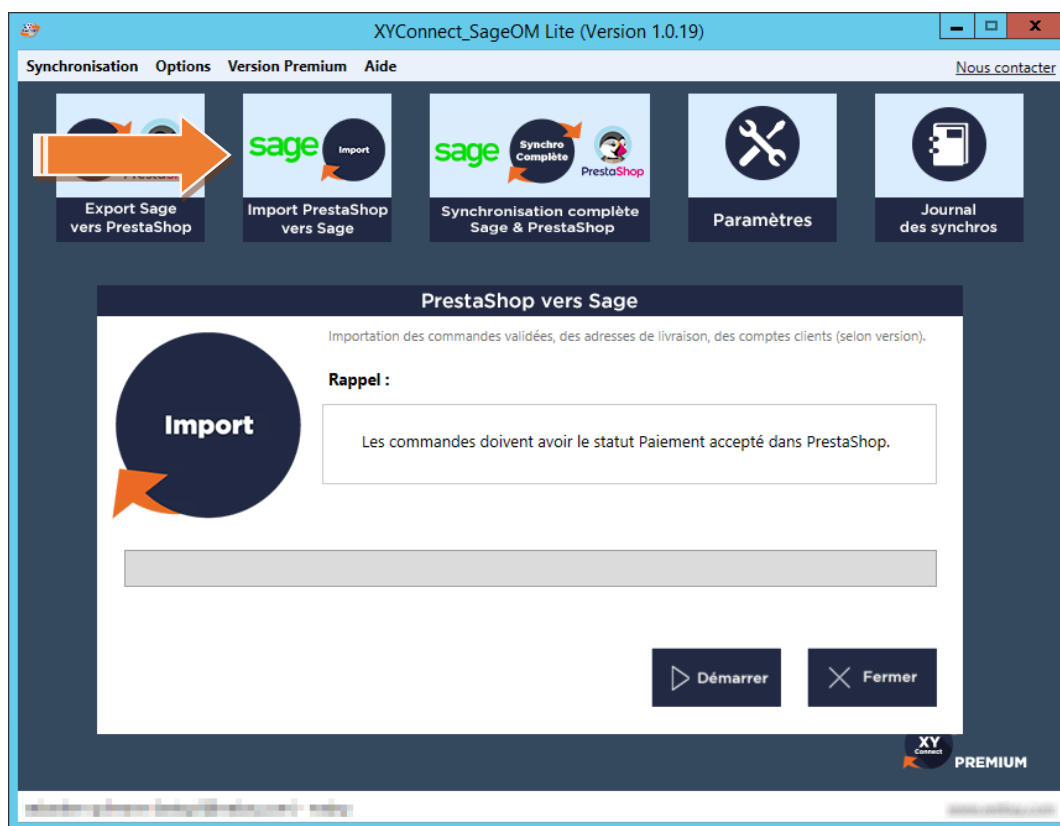 XYConnect_SageOM Lite (Version 1.0.19)
Synchronisation Options Version Premium Aide
Nous contacter
Export Sage
vers PrestaShop
sage
Import
Import PrestaShop
vers Sage
sage
Synchro
Complète
PrestaShop
Synchronisation complète
Sage & PrestaShop
Paramètres
Journal
des synchros
PrestaShop vers Sage
Importation des commandes validées, des adresses de livraison, des comptes clients (selon version).
Rappel :
Import
Les commandes doivent avoir le statut Paiement accepté dans PrestaShop.
Démarrer
Fermer
XY
Connect
PREMIUM